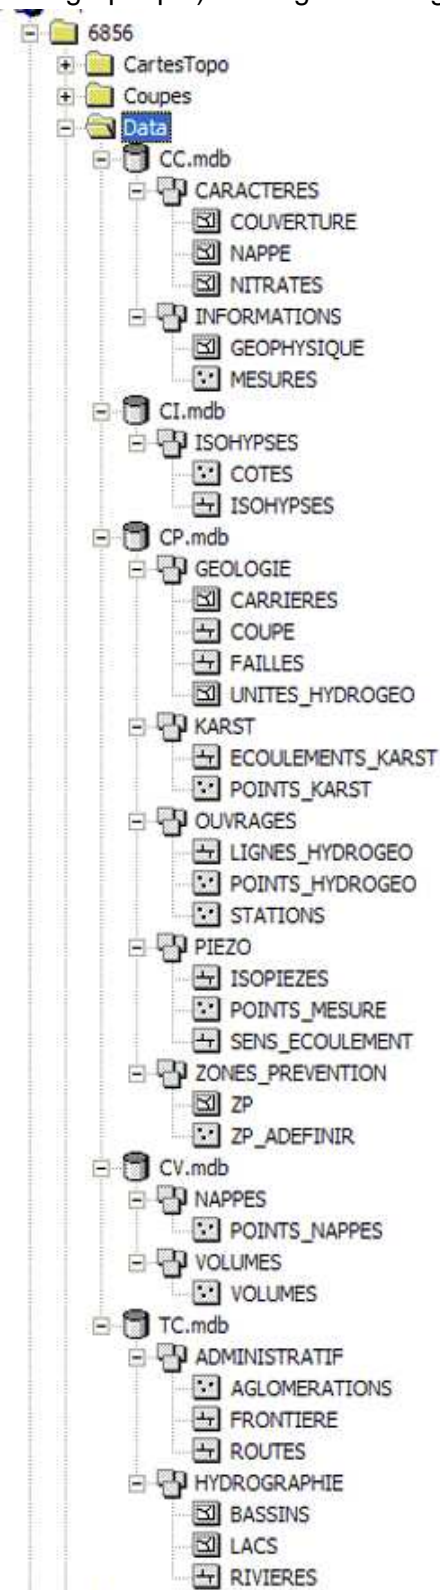 6856
CartesTopo
Coupes
Data
CC.mdb
CARACTERES
COUVERTURE
NAPPE
NITRATES
INFORMATIONS
GEOPHYSIQUE
MESURES
CI.mdb
ISOHYPSES
COTES
ISOHYPSES
CP.mdb
GEOLOGIE
CARRIERES
COUPE
FAILLES
UNITES_HYDROGEO
KARST
ECOULEMENTS_KARST
POINTS_KARST
OUVRAGES
LIGNES_HYDROGEO
POINTS_HYDROGEO
STATIONS
PIEZO
ISOPIEZES
POINTS_MESURE
SENS_ECOULEMENT
ZONES_PREVENTION
ZP
ZP_ADEFINIR
CV.mdb
NAPPES
POINTS_NAPPES
VOLUMES
VOLUMES
TC.mdb
ADMINISTRATIF
AGLOMERATIONS
FRONTIERE
ROUTES
HYDROGRAPHIE
BASSINS
LACS
RIVIERES